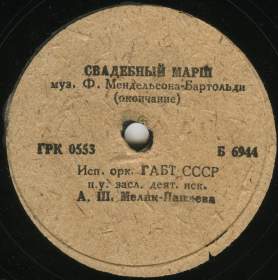 СВАДЕБНЫЙ МАРШ
муз. Ф. Мендельсона-Бартольди
(окончание)
ГРК 0553 Б 6944
Исп. орк. ГАБТ СССР
п.у. засл. деят. иск.
А. Ш. Мелик-Пашаева